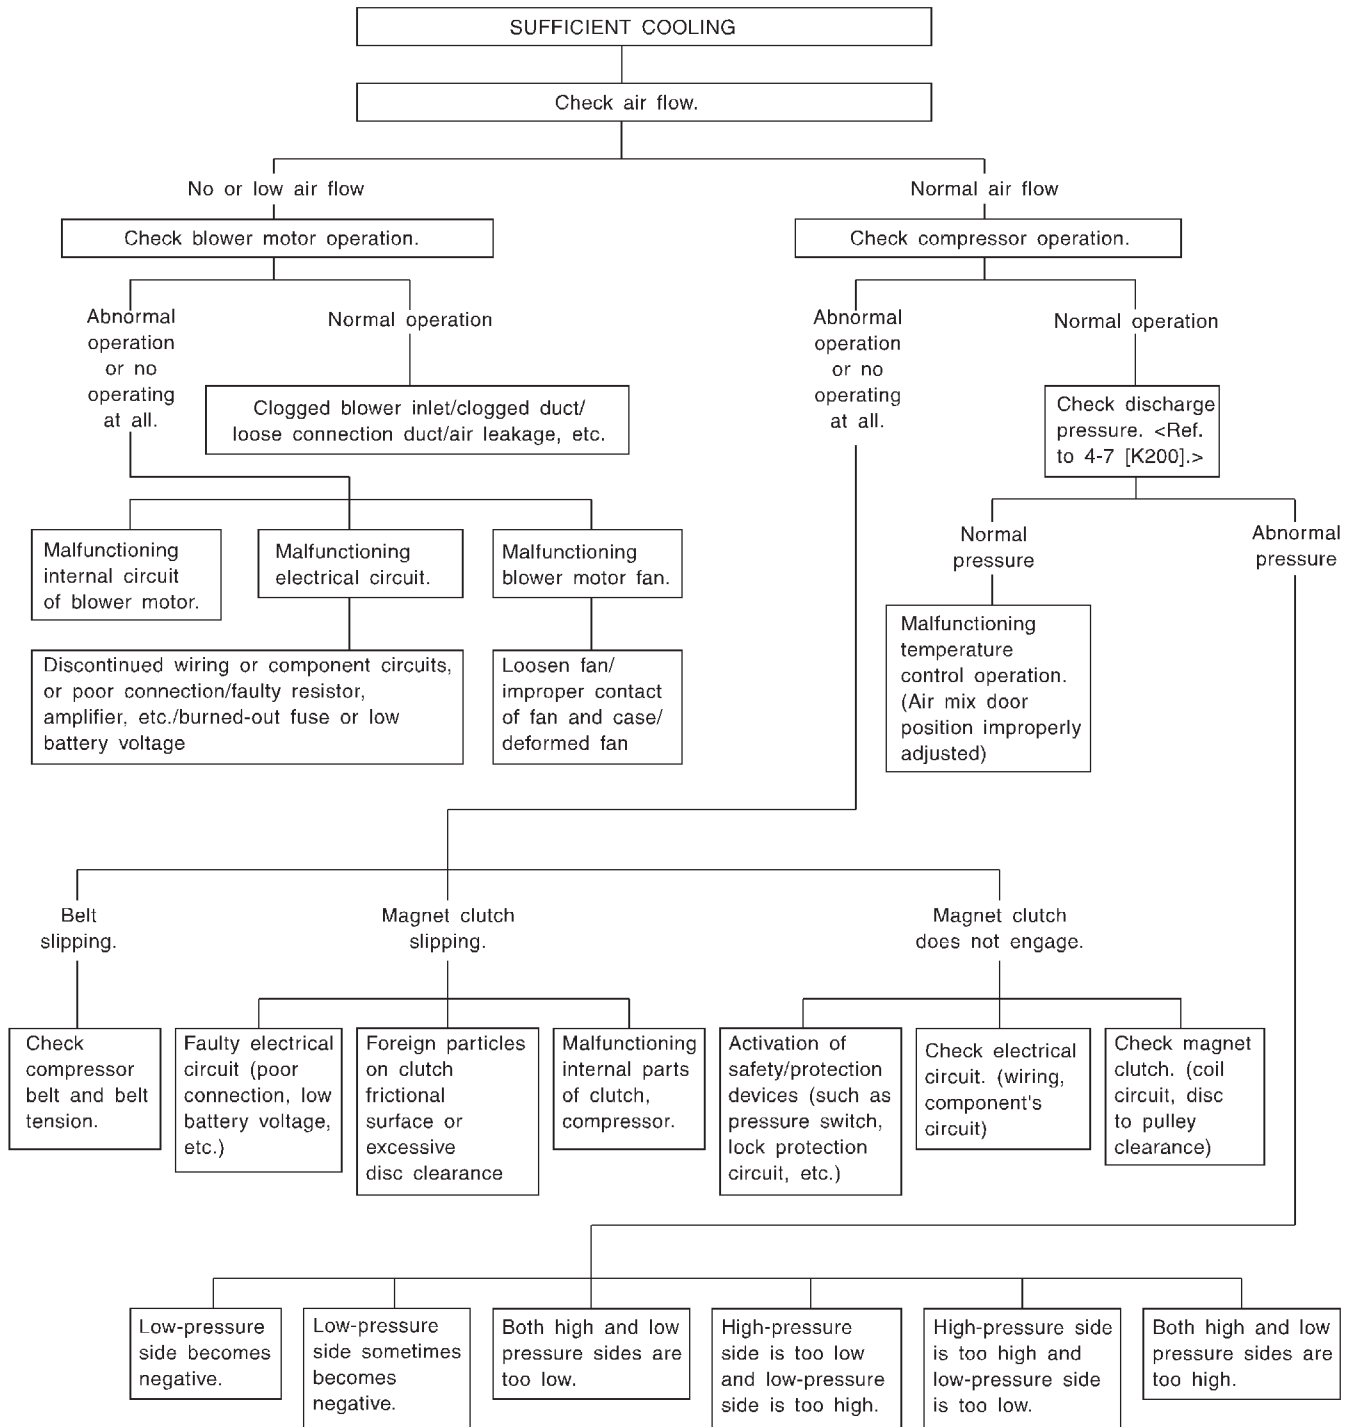 SUFFICIENT COOLING
Check air flow.
No or low air flow
Normal air flow
Check blower motor operation.
Check compressor operation.
Abnormal
operation
or no
operating
at all.
Normal operation
Abnormal
operation
or no
operating
at all.
Normal operation
Clogged blower inlet/clogged duct/
loose connection duct/air leakage, etc.
Check discharge
pressure. <Ref.
to 4-7 [K200].>
Normal
pressure
Abnormal
pressure
Malfunctioning
internal circuit
of blower motor.
Malfunctioning
electrical circuit.
Malfunctioning
blower motor fan.
Malfunctioning
temperature
control operation.
(Air mix door
position improperly
adjusted)
Discontinued wiring or component circuits,
or poor connection/faulty resistor,
amplifier, etc./burned-out fuse or low
battery voltage
Loosen fan/
improper contact
of fan and case/
deformed fan
Belt
slipping.
Magnet clutch
slipping.
Magnet clutch
does not engage.
Check
compressor
belt and belt
tension.
Faulty electrical
circuit (poor
connection, low
battery voltage,
etc.)
Foreign particles
on clutch
frictional
surface or
excessive
disc clearance
Malfunctioning
internal parts
of clutch,
compressor.
Activation of
safety/protection
devices (such as
pressure switch,
lock protection
circuit, etc.)
Check electrical
circuit. (wiring,
component's
circuit)
Check magnet
clutch. (coil
circuit, disc
to pulley
clearance)
Low-pressure
side becomes
negative.
Low-pressure
side sometimes
becomes
negative.
Both high and low
pressure sides are
too low.
High-pressure
side is too low
and low-pressure
side is too high.
High-pressure side
is too high and
low-pressure side
is too low.
Both high and low
pressure sides are
too high.